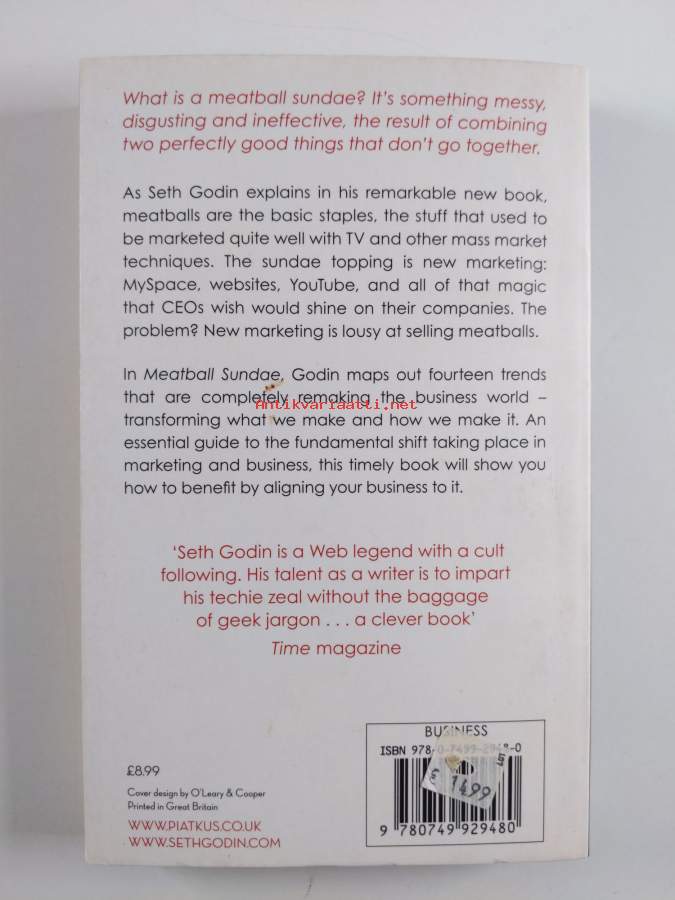 What is a meatball sundae? It's something messy,
disgusting and ineffective, the result of combining
two perfectly good things that don't go together.
As Seth Godin explains in his remarkable new book,
meatballs are the basic staples, the stuff that used to
be marketed quite well with TV and other mass market
techniques. The sundae topping is new marketing:
MySpace, websites, YouTube, and all of that magic
that CEOs wish would shine on their companies. The
problem? New marketing is lousy at selling meatballs.
In Meatball Sundae, Godin maps out fourteen trends
that are completely remaking the business world –
Antikvariaatti.net
transforming what we make and how we make it. An
essential guide to the fundamental shift taking place in
marketing and business, this timely book will show you
how to benefit by aligning your business to it.
'Seth Godin is a Web legend with a cult
following. His talent as a writer is to impart
his techie zeal without the baggage
of geek jargon . . . a clever book'
Time magazine
BUSINESS
ISBN 978-0-7499-2948-0
1499
9 780749 929480
£8.99
Cover design by O'Leary & Cooper
Printed in Great Britain
WWW.PIATKUS.CO.UK
WWW.SETHGODIN.COM